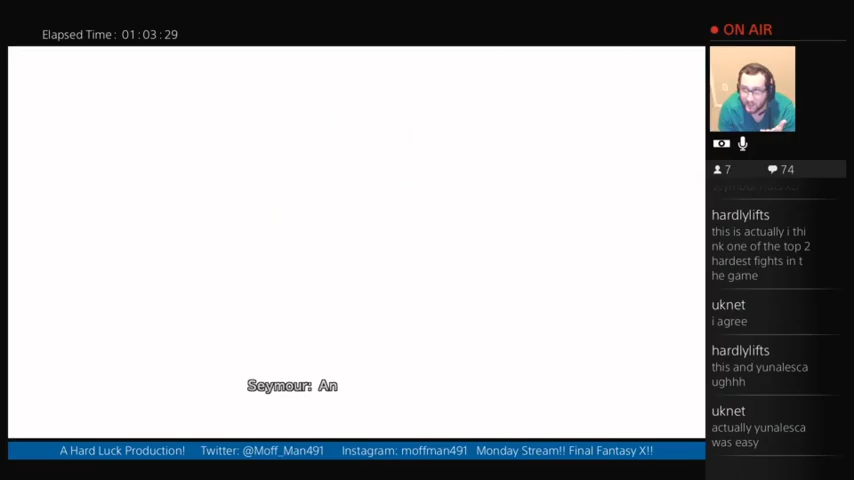 Elapsed Time: 01:03:29
ON AIR
7 74
hardlylifts
this is actually i thi
nk one of the top 2
hardest fights in t
he game
uknet
i agree
hardlylifts
this and yunalesca
ughhh
uknet
actually yunalesca
was easy
Seymour: An
A Hard Luck Production! Twitter: @Moff_Man491 Instagram: moffman491 Monday Stream!! Final Fantasy X!!